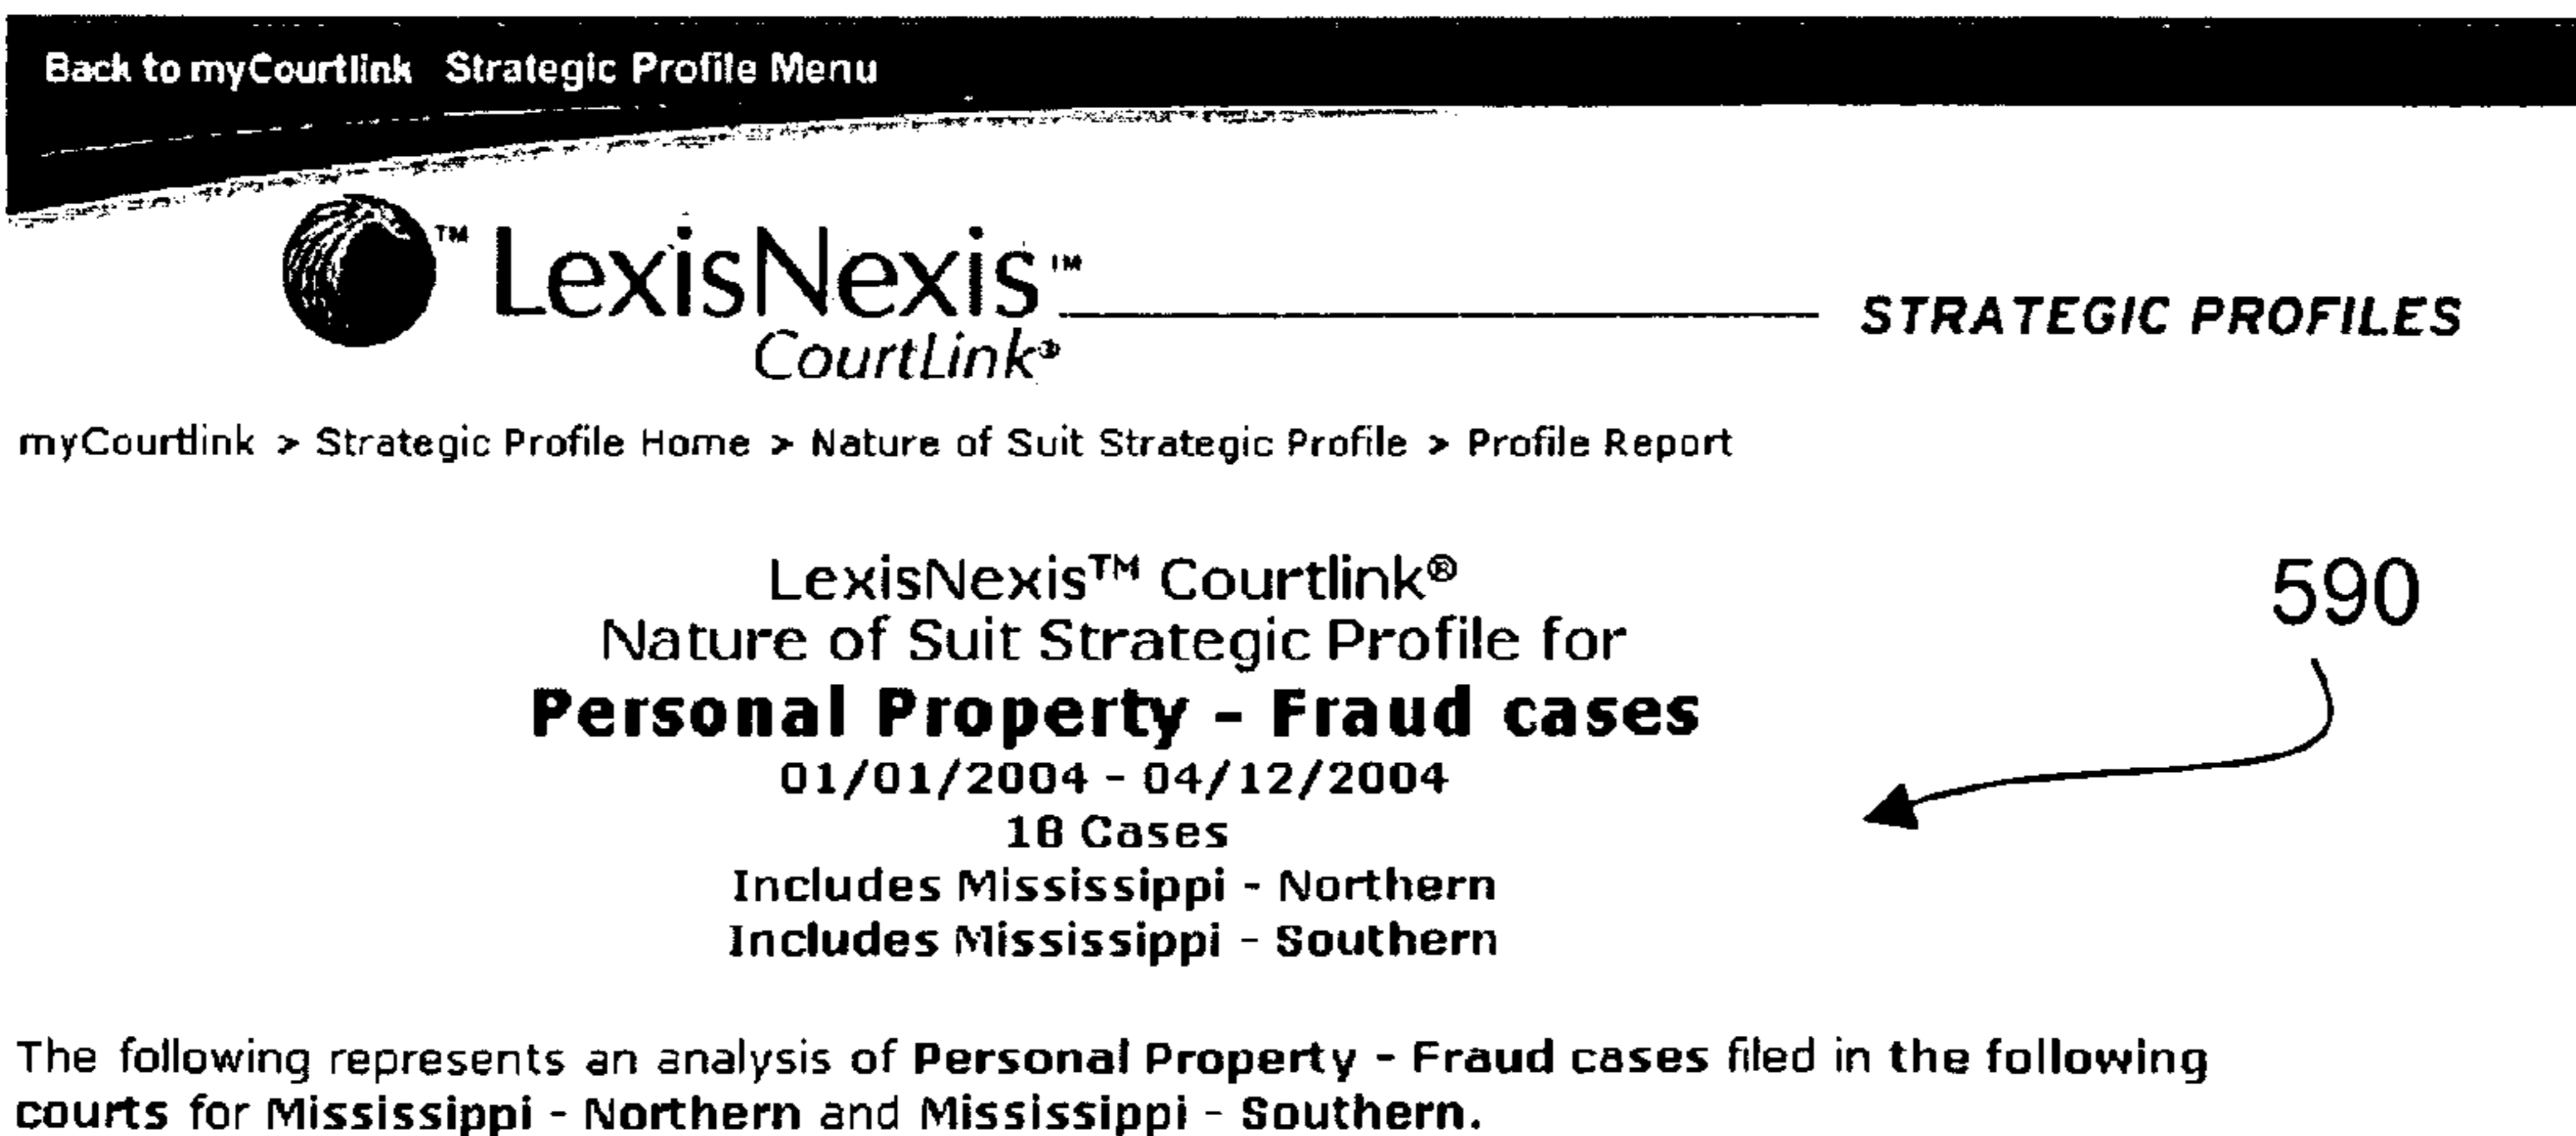 Back to myCourtlink Strategic Profile Menu
™ LexisNexis™
CourtLink®
STRATEGIC PROFILES
myCourtlink > Strategic Profile Home > Nature of Suit Strategic Profile > Profile Report
LexisNexis™ Courtlink®
590
Nature of Suit Strategic Profile for
Personal Property - Fraud cases
01/01/2004 - 04/12/2004
18 Cases
Includes Mississippi - Northern
Includes Mississippi - Southern
The following represents an analysis of Personal Property - Fraud cases filed in the following
courts for Mississippi - Northern and Mississippi - Southern.